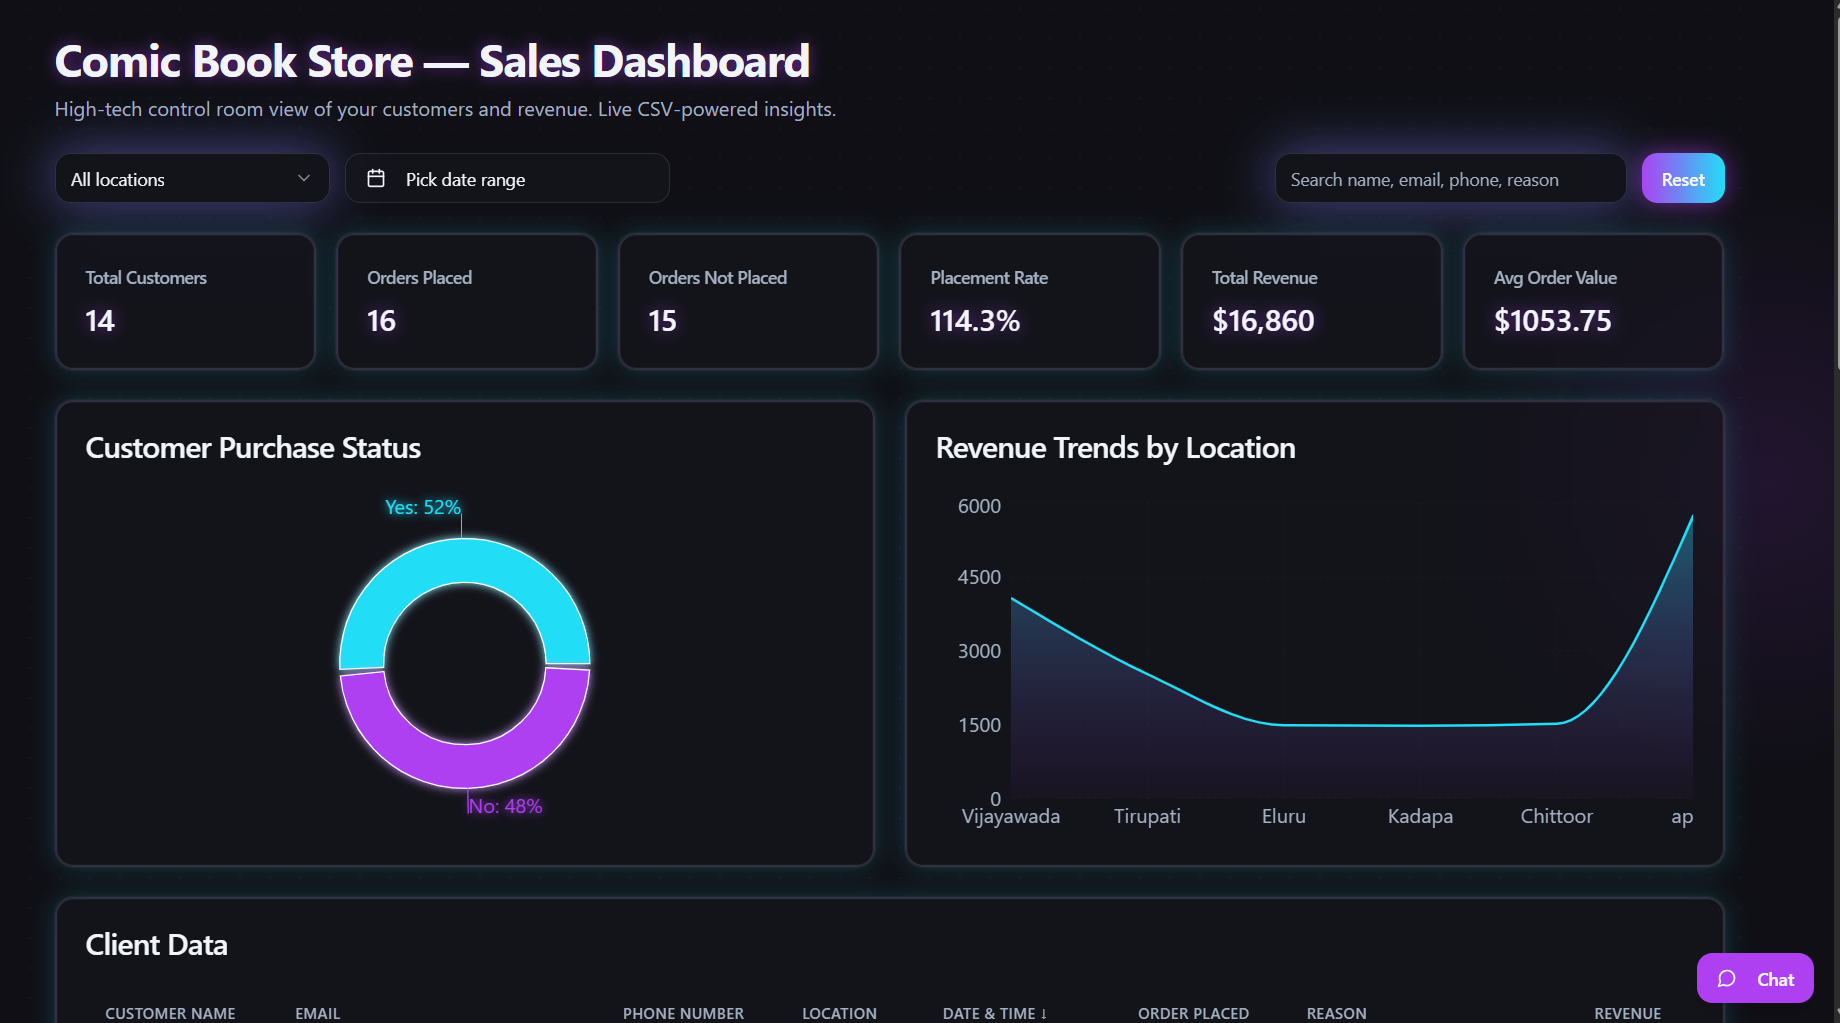 Comic Book Store — Sales Dashboard
High-tech control room view of your customers and revenue. Live CSV-powered insights.
All locations
Pick date range
Search name, email, phone, reason
Reset
Total Customers
14
Orders Placed
16
Orders Not Placed
15
Placement Rate
114.3%
Total Revenue
$16,860
Avg Order Value
$1053.75
Customer Purchase Status
Yes: 52%
No: 48%
Revenue Trends by Location
6000
4500
3000
1500
0
Vijayawada Tirupati Eluru Kadapa Chittoor ap
Client Data
CUSTOMER NAME EMAIL PHONE NUMBER LOCATION DATE & TIME ↓ ORDER PLACED REASON REVENUE
Chat